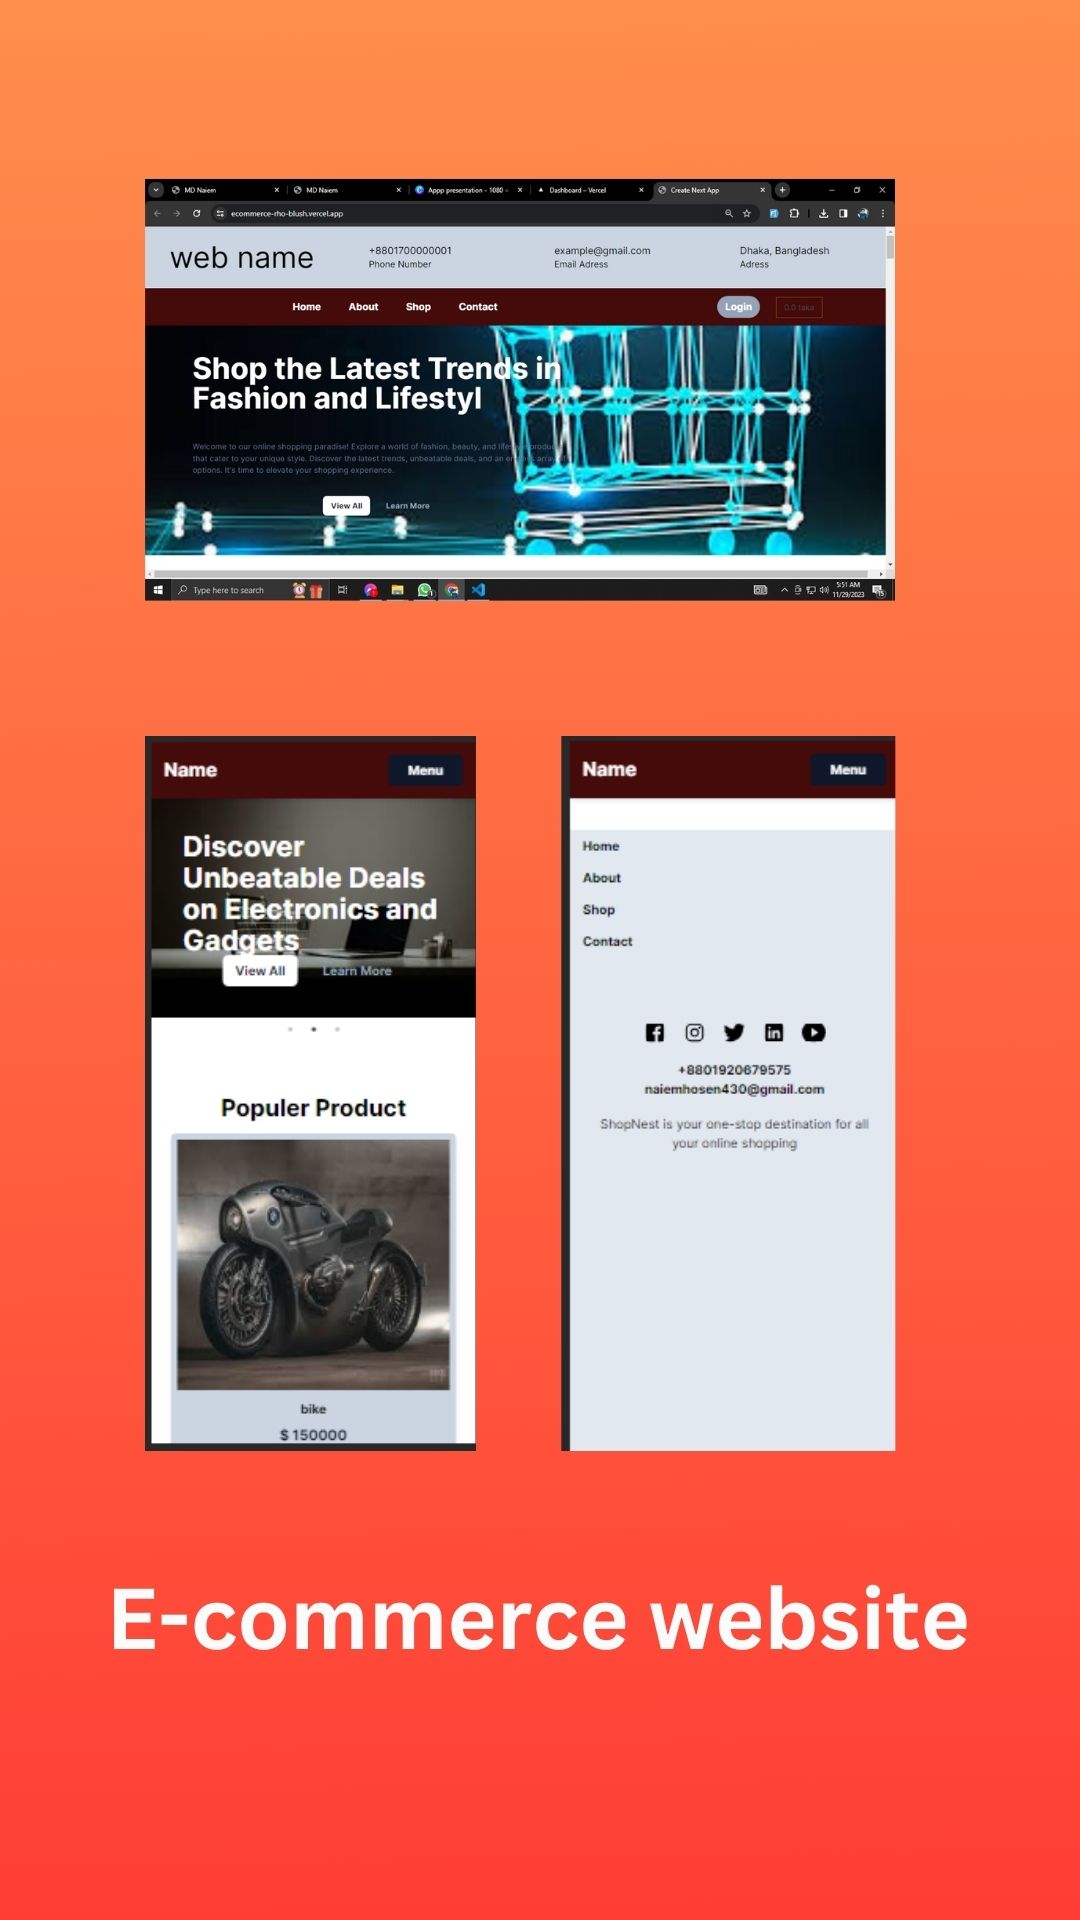 MD Naiem
MD Naiem
Appp presentation - 1080
Dashboard – Vercel
Create Next App
ecommerce-rho-blush.vercel.app
web name
+8801700000001
Phone Number
example@gmail.com
Email Adress
Dhaka, Bangladesh
Adress
Home About Shop Contact
Login
0.0 taka
Shop the Latest Trends in
Fashion and Lifestyl
Welcome to our online shopping paradise! Explore a world of fashion, beauty, and
that cater to your unique style. Discover the latest trends, unbeatable deals, and an
options. It's time to elevate your shopping experience.
View All Learn More
Type here to search
5:51 AM
11/29/2023
Name
Menu
Discover
Unbeatable Deals
on Electronics and
Gadgets
View All Learn More
Populer Product
bike
$ 150000
Name
Menu
Home
About
Shop
Contact
+8801920679575
naiemhosen430@gmail.com
ShopNest is your one-stop destination for all
your online shopping
E-commerce website